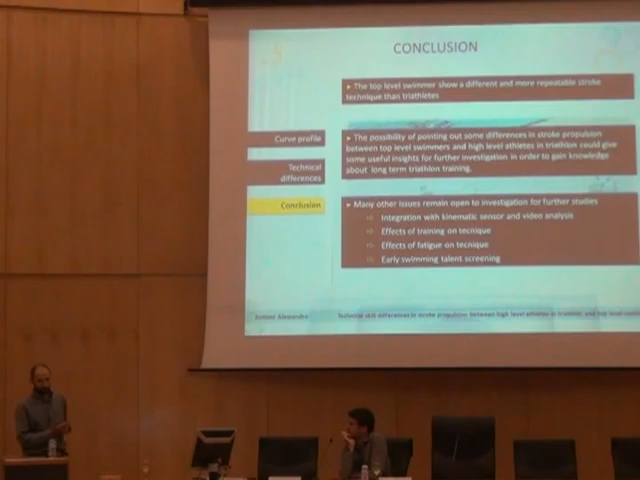 CONCLUSION
➤ The top level swimmer show a different and more repeatable stroke
technique than triathletes
Curve profile
Technical
differences
Conclusion
➤ The possibility of pointing out some differences in stroke propulsion
between top level swimmers and high level athletes in triathlon could give
some useful insights for further investigation in order to gain knowledge
about long term triathlon training.
➤ Many other issues remain open to investigation for further studies
⇨ Integration with kinematic sensor and video analysis
⇨ Effects of training on tecnique
⇨ Effects of fatigue on tecnique
⇨ Early swimming talent screening
Alessandro
Technical skill differences in stroke propulsion between high level athletes in triathlon and top level